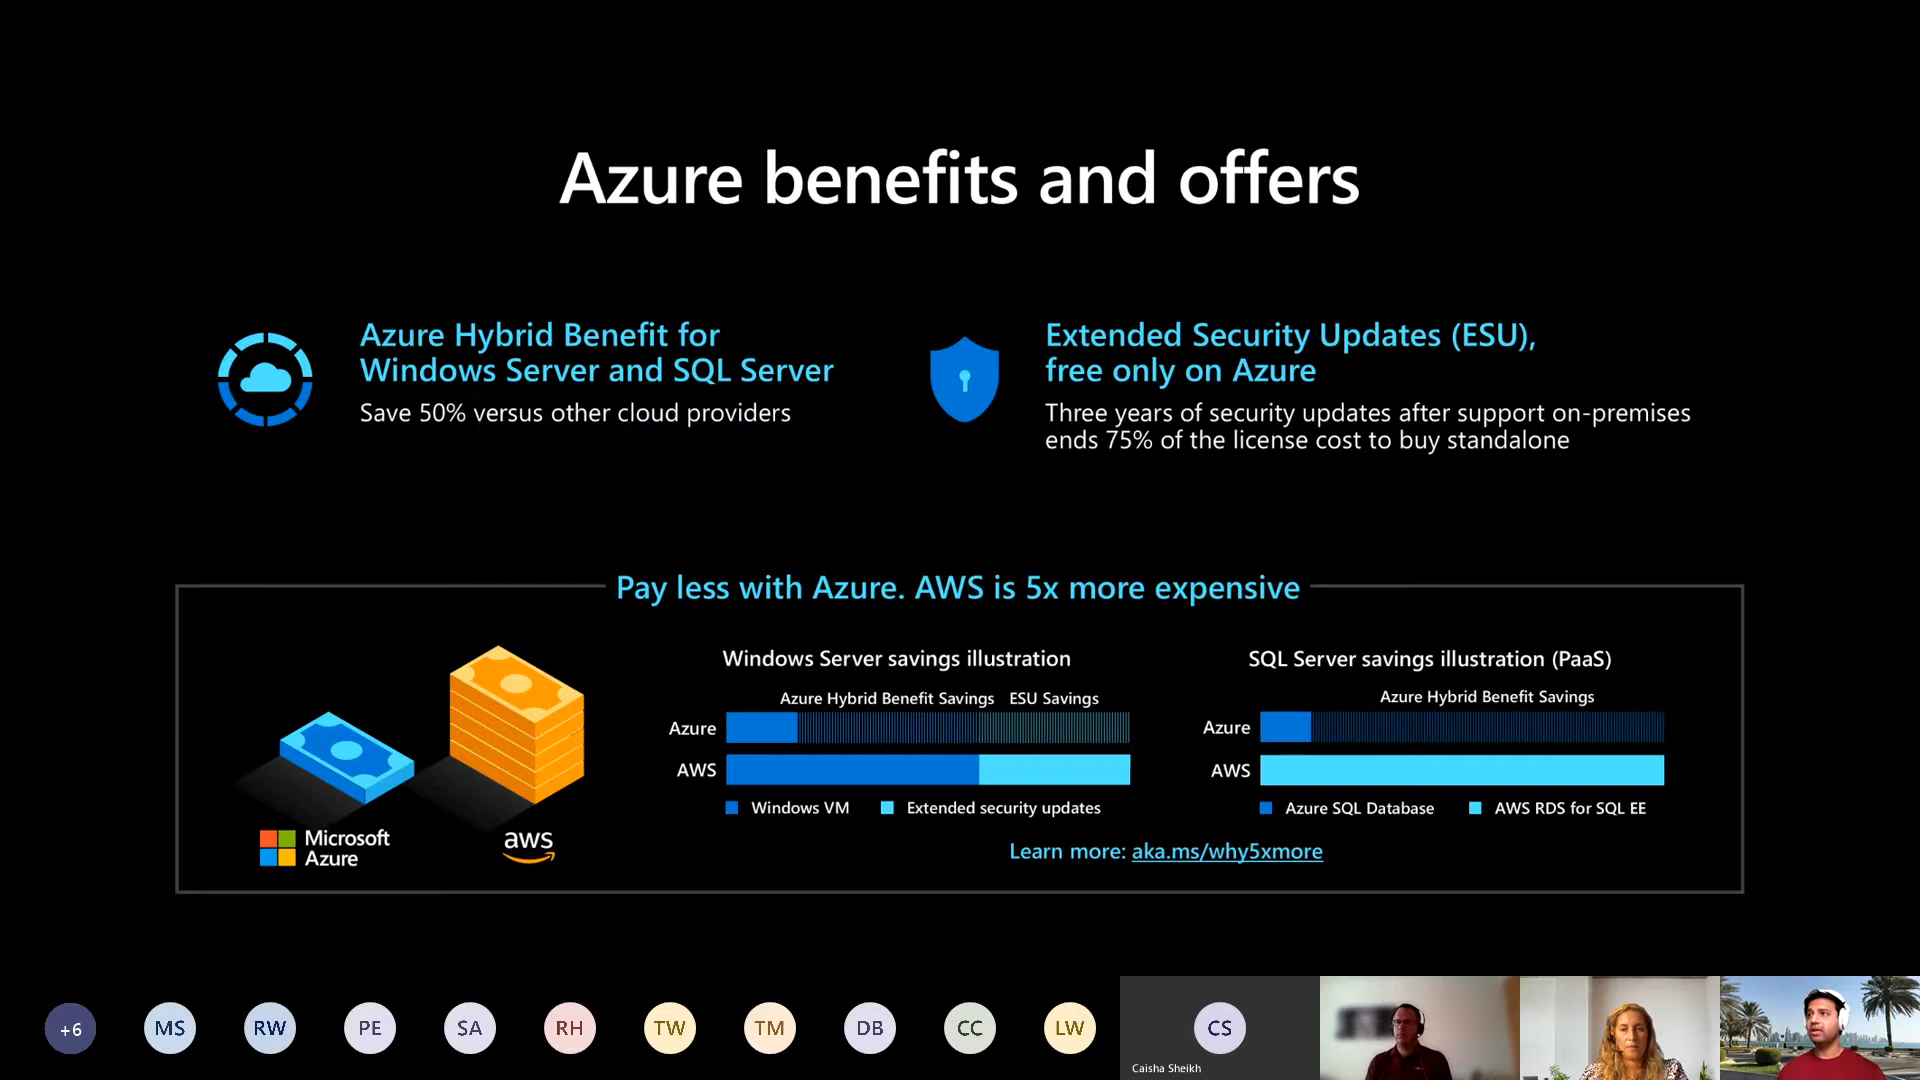 Azure benefits and offers
Azure Hybrid Benefit for
Windows Server and SQL Server
Save 50% versus other cloud providers
Extended Security Updates (ESU),
free only on Azure
Three years of security updates after support on-premises
ends 75% of the license cost to buy standalone
Pay less with Azure. AWS is 5x more expensive
Microsoft
Azure
aws
Windows Server savings illustration
Azure Hybrid Benefit Savings ESU Savings
Azure
AWS
Windows VM Extended security updates
SQL Server savings illustration (PaaS)
Azure Hybrid Benefit Savings
Azure
AWS
Azure SQL Database AWS RDS for SQL EE
Learn more: aka.ms/why5xmore
+6 MS RW PE SA RH TW TM DB CC LW CS
Caisha Sheikh